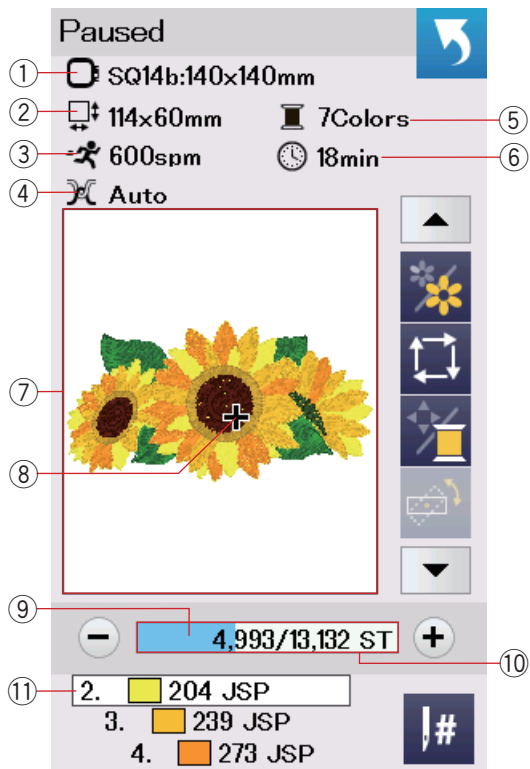 Paused
① SQ14b:140x140mm
② 114x60mm 7Colors ⑤
③ 600spm 18min ⑥
④ Auto
⑦
⑧
⑨
− 4,993/13,132 ST +
⑩
⑪ 2. 204 JSP
3. 239 JSP
4. 273 JSP
#